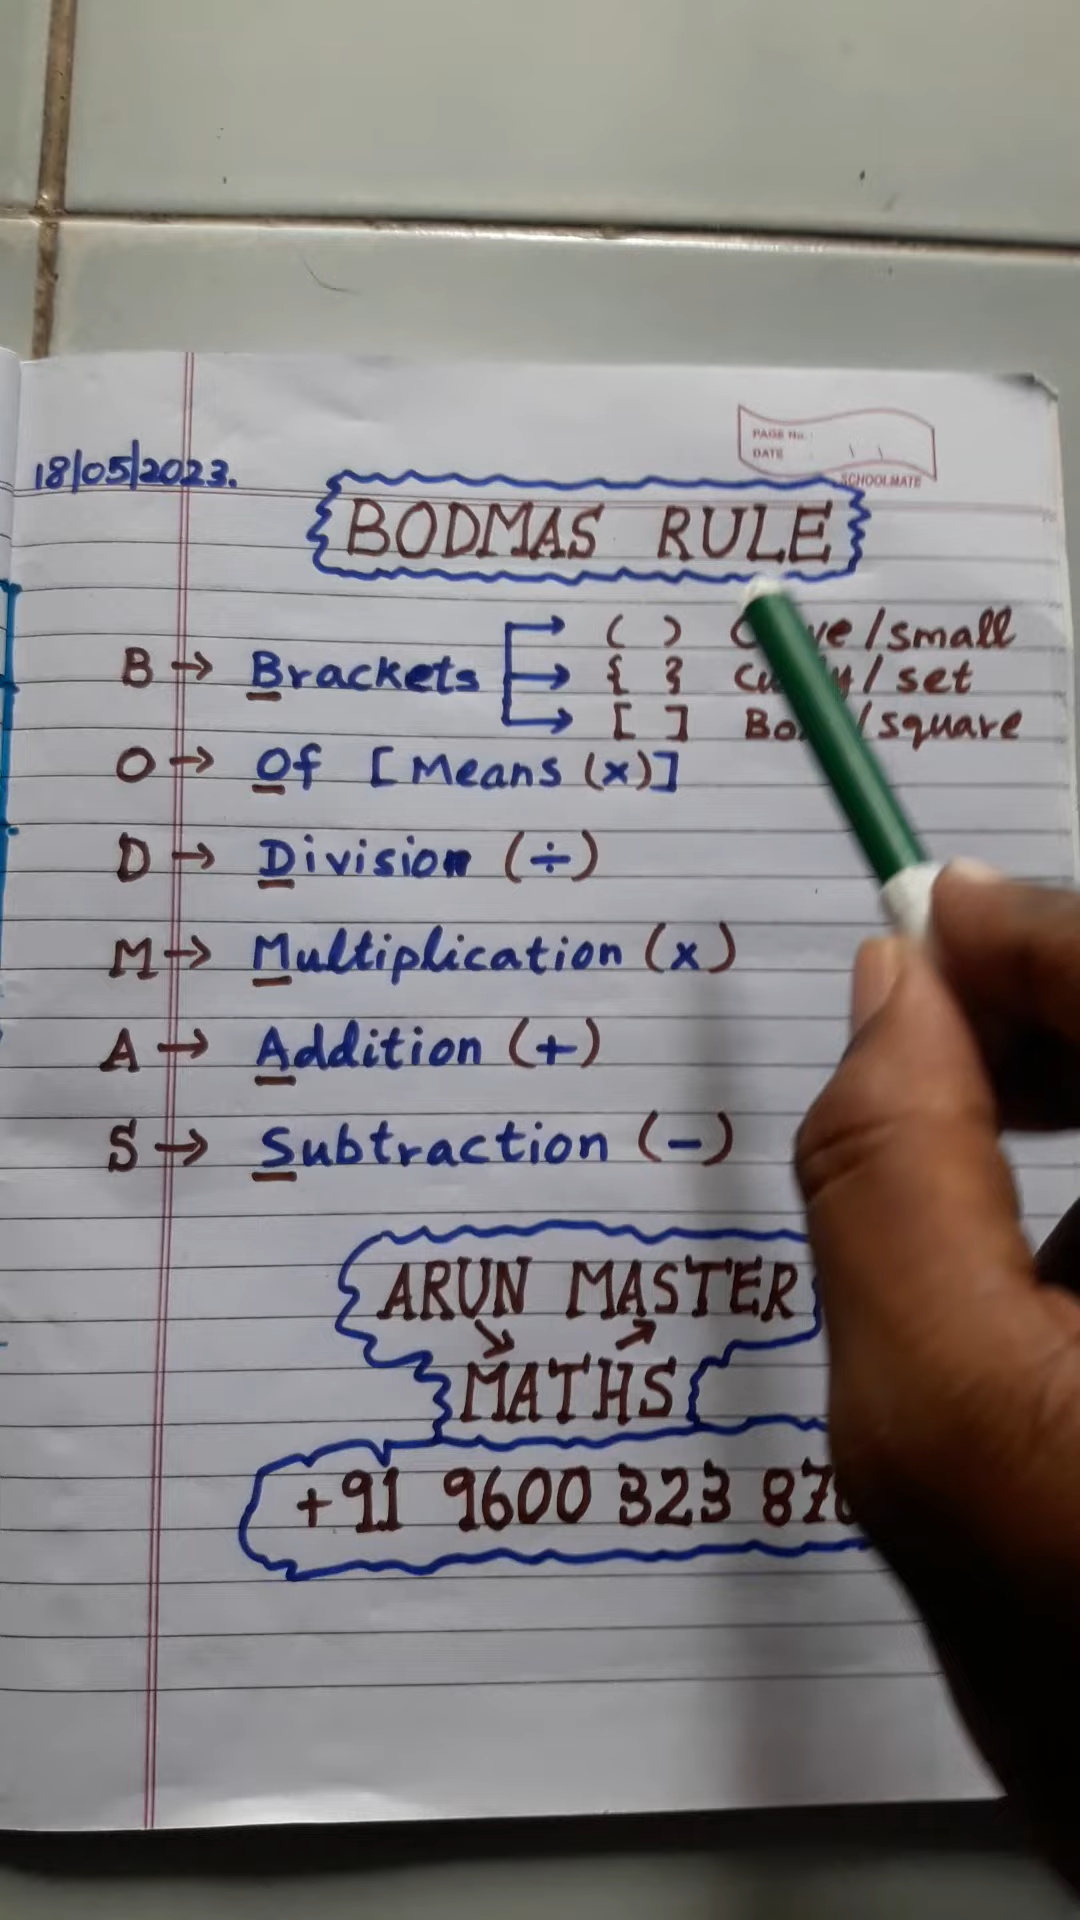 PAGE No.
DATE
SCHOOLMATE
18/05/2023.
BODMAS RULE
B → Brackets → ( ) /small
→ { } / set
→ [ ] /square
O → Of [Means (x)]
D → Division (÷)
M → Multiplication (x)
A → Addition (+)
S → Subtraction (-)
ARUN MASTER
MATHS
+91 9600 323